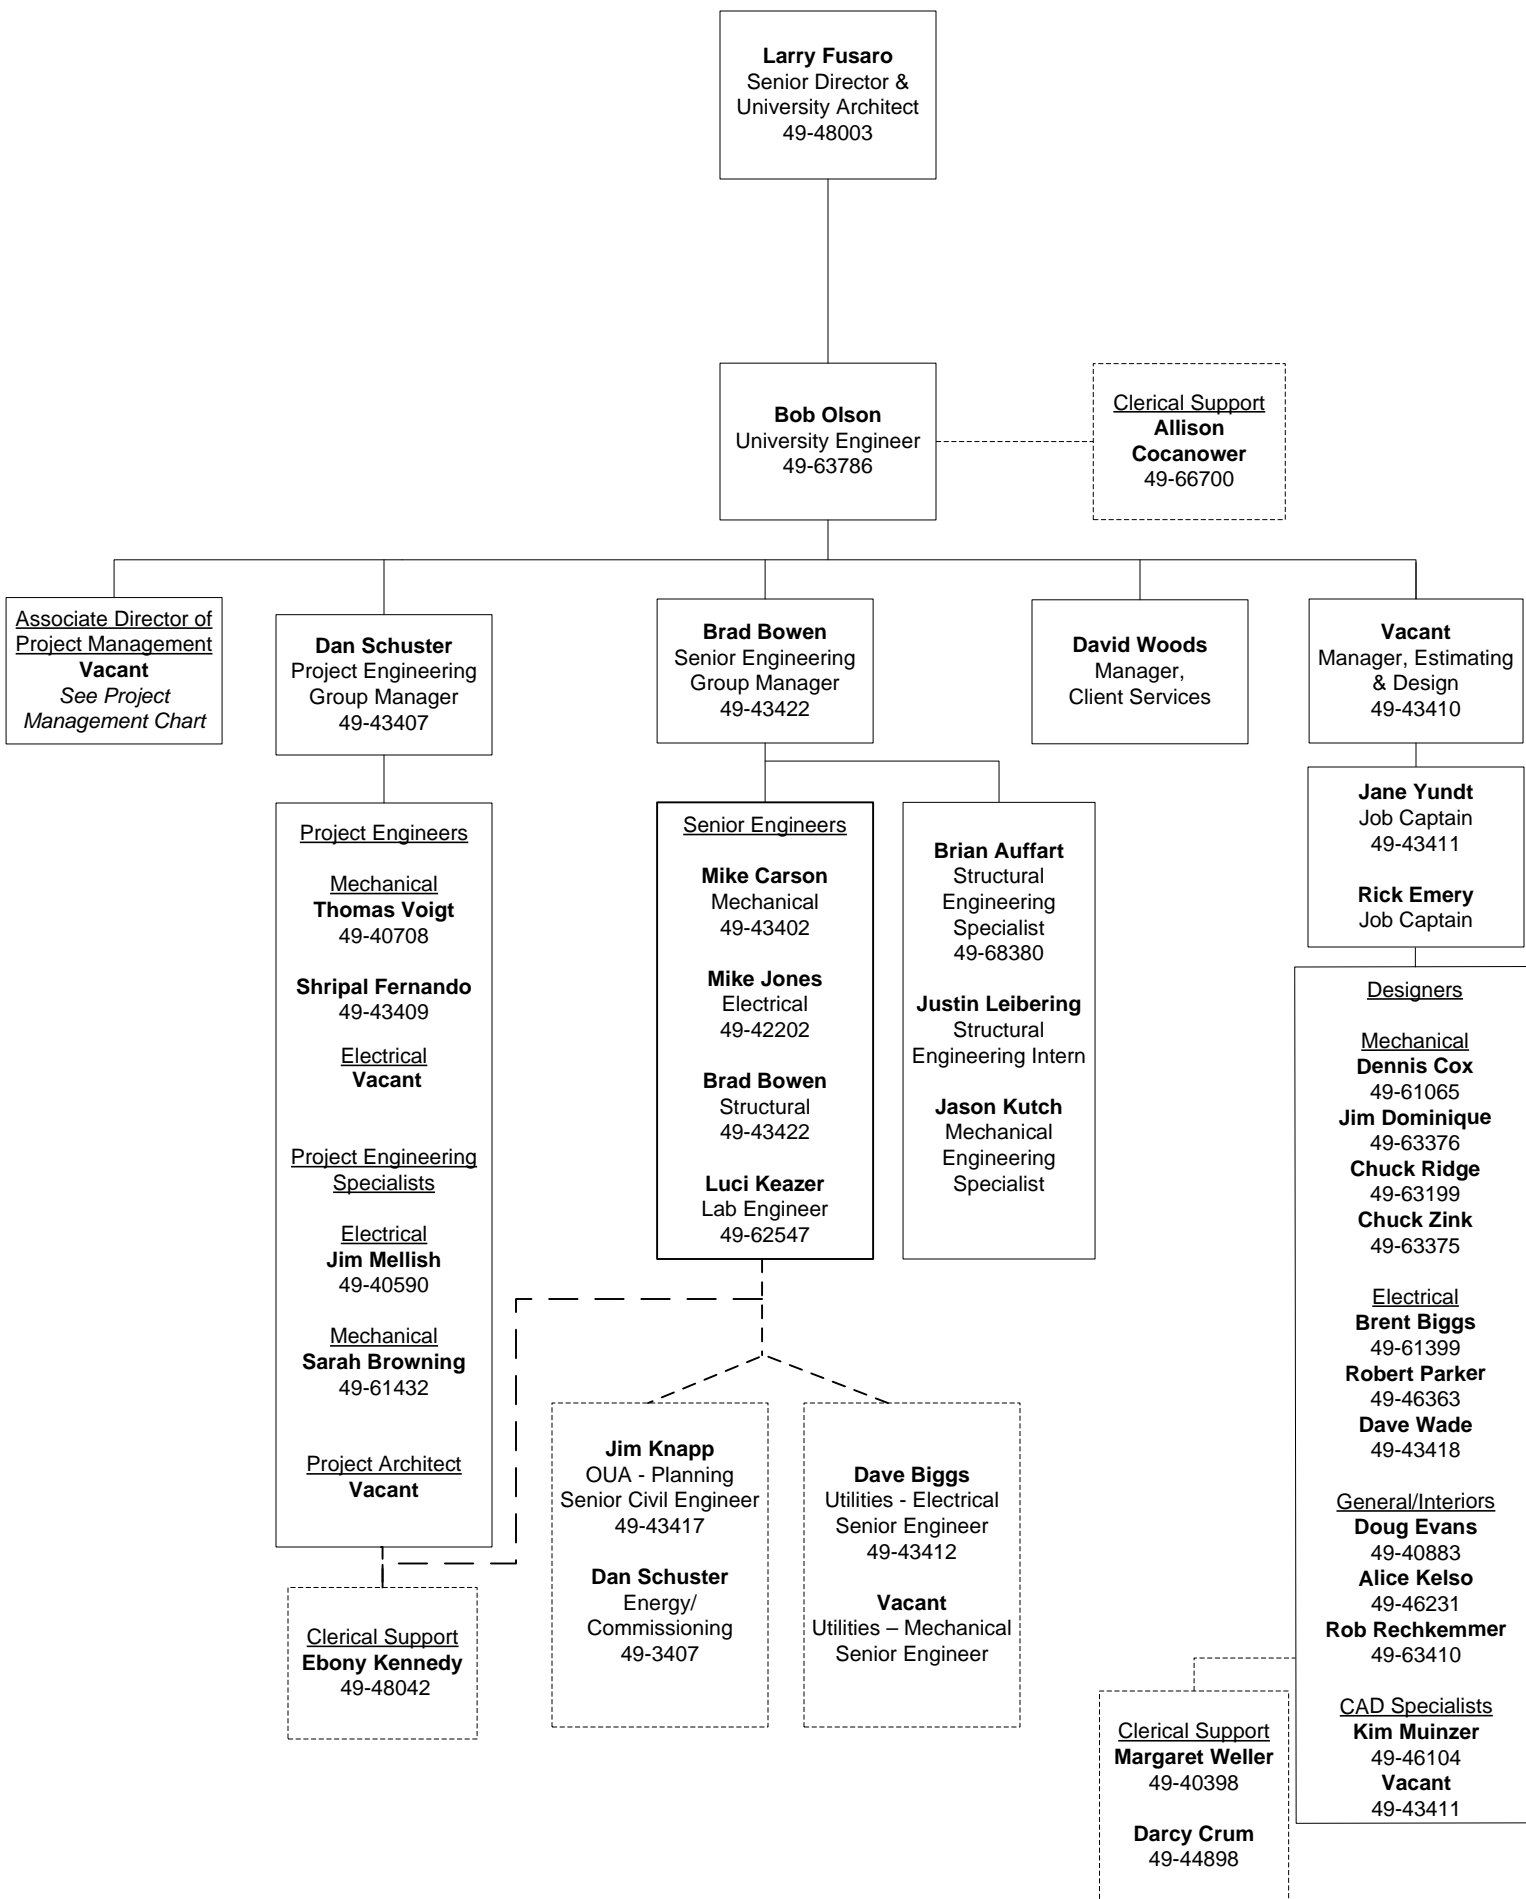 Larry Fusaro
Senior Director &
University Architect
49-48003
Bob Olson
University Engineer
49-63786
Clerical Support
Allison
Cocanower
49-66700
Associate Director of
Project Management
Vacant
See Project
Management Chart
Dan Schuster
Project Engineering
Group Manager
49-43407
Brad Bowen
Senior Engineering
Group Manager
49-43422
David Woods
Manager,
Client Services
Vacant
Manager, Estimating
& Design
49-43410
Project Engineers
Mechanical
Thomas Voigt
49-40708
Shripal Fernando
49-43409
Electrical
Vacant
Project Engineering
Specialists
Electrical
Jim Mellish
49-40590
Mechanical
Sarah Browning
49-61432
Project Architect
Vacant
Clerical Support
Ebony Kennedy
49-48042
Senior Engineers
Mike Carson
Mechanical
49-43402
Mike Jones
Electrical
49-42202
Brad Bowen
Structural
49-43422
Luci Keazer
Lab Engineer
49-62547
Brian Auffart
Structural
Engineering
Specialist
49-68380
Justin Leibering
Structural
Engineering Intern
Jason Kutch
Mechanical
Engineering
Specialist
Jim Knapp
OUA - Planning
Senior Civil Engineer
49-43417
Dan Schuster
Energy/
Commissioning
49-3407
Dave Biggs
Utilities - Electrical
Senior Engineer
49-43412
Vacant
Utilities – Mechanical
Senior Engineer
Jane Yundt
Job Captain
49-43411
Rick Emery
Job Captain
Designers
Mechanical
Dennis Cox
49-61065
Jim Dominique
49-63376
Chuck Ridge
49-63199
Chuck Zink
49-63375
Electrical
Brent Biggs
49-61399
Robert Parker
49-46363
Dave Wade
49-43418
General/Interiors
Doug Evans
49-40883
Alice Kelso
49-46231
Rob Rechkemmer
49-63410
CAD Specialists
Kim Muinzer
49-46104
Vacant
49-43411
Clerical Support
Margaret Weller
49-40398
Darcy Crum
49-44898